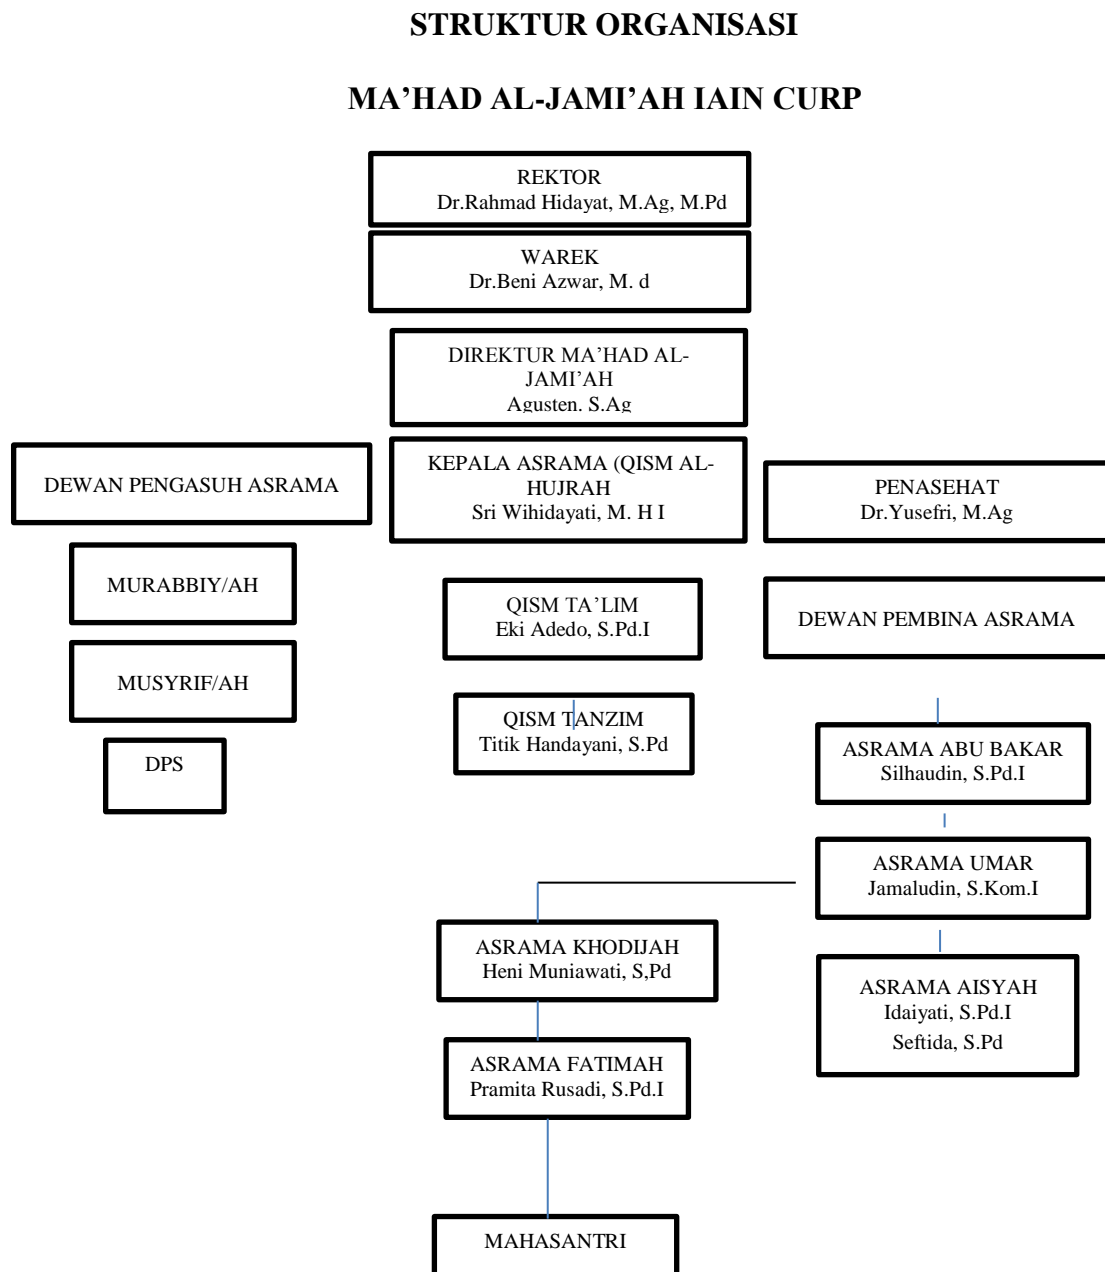 STRUKTUR ORGANISASI
MA’HAD AL-JAMI’AH IAIN CURP
REKTOR
Dr.Rahmad Hidayat, M.Ag, M.Pd
WAREK
Dr.Beni Azwar, M. d
DIREKTUR MA’HAD AL-
JAMI’AH
Agusten. S.Ag
DEWAN PENGASUH ASRAMA
KEPALA ASRAMA (QISM AL-
HUJRAH
Sri Wihidayati, M. H I
PENASEHAT
Dr.Yusefri, M.Ag
MURABBIY/AH
QISM TA’LIM
Eki Adedo, S.Pd.I
DEWAN PEMBINA ASRAMA
MUSYRIF/AH
QISM TANZIM
Titik Handayani, S.Pd
DPS
ASRAMA ABU BAKAR
Silhaudin, S.Pd.I
ASRAMA UMAR
Jamaludin, S.Kom.I
ASRAMA KHODIJAH
Heni Muniawati, S,Pd
ASRAMA AISYAH
Idaiyati, S.Pd.I
Seftida, S.Pd
ASRAMA FATIMAH
Pramita Rusadi, S.Pd.I
MAHASANTRI